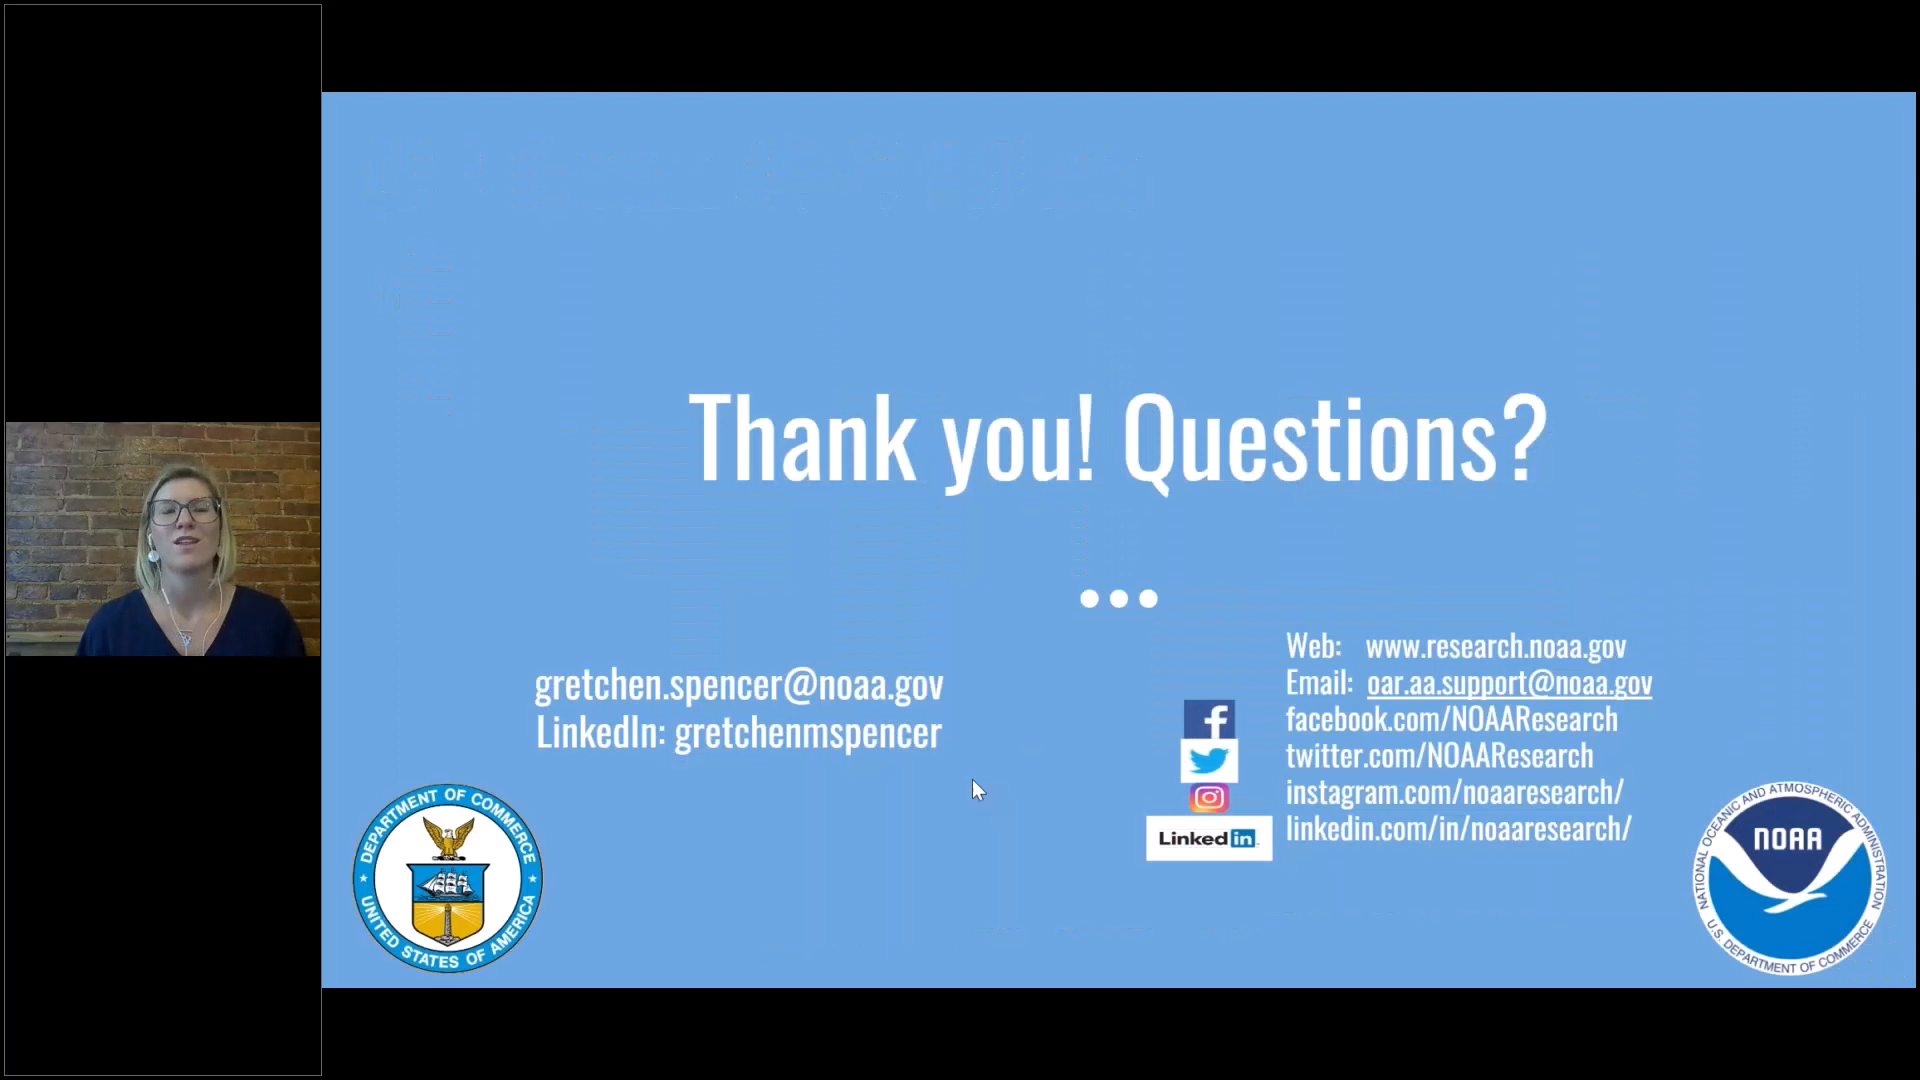 Thank you! Questions?
gretchen.spencer@noaa.gov
LinkedIn: gretchenmspencer
Web: www.research.noaa.gov
Email: oar.aa.support@noaa.gov
facebook.com/NOAAResearch
twitter.com/NOAAResearch
instagram.com/noaaresearch/
Linked in
linkedin.com/in/noaaresearch/
DEPARTMENT OF COMMERCE
UNITED STATES OF AMERICA
NATIONAL OCEANIC AND ATMOSPHERIC ADMINISTRATION
NOAA
U.S. DEPARTMENT OF COMMERCE